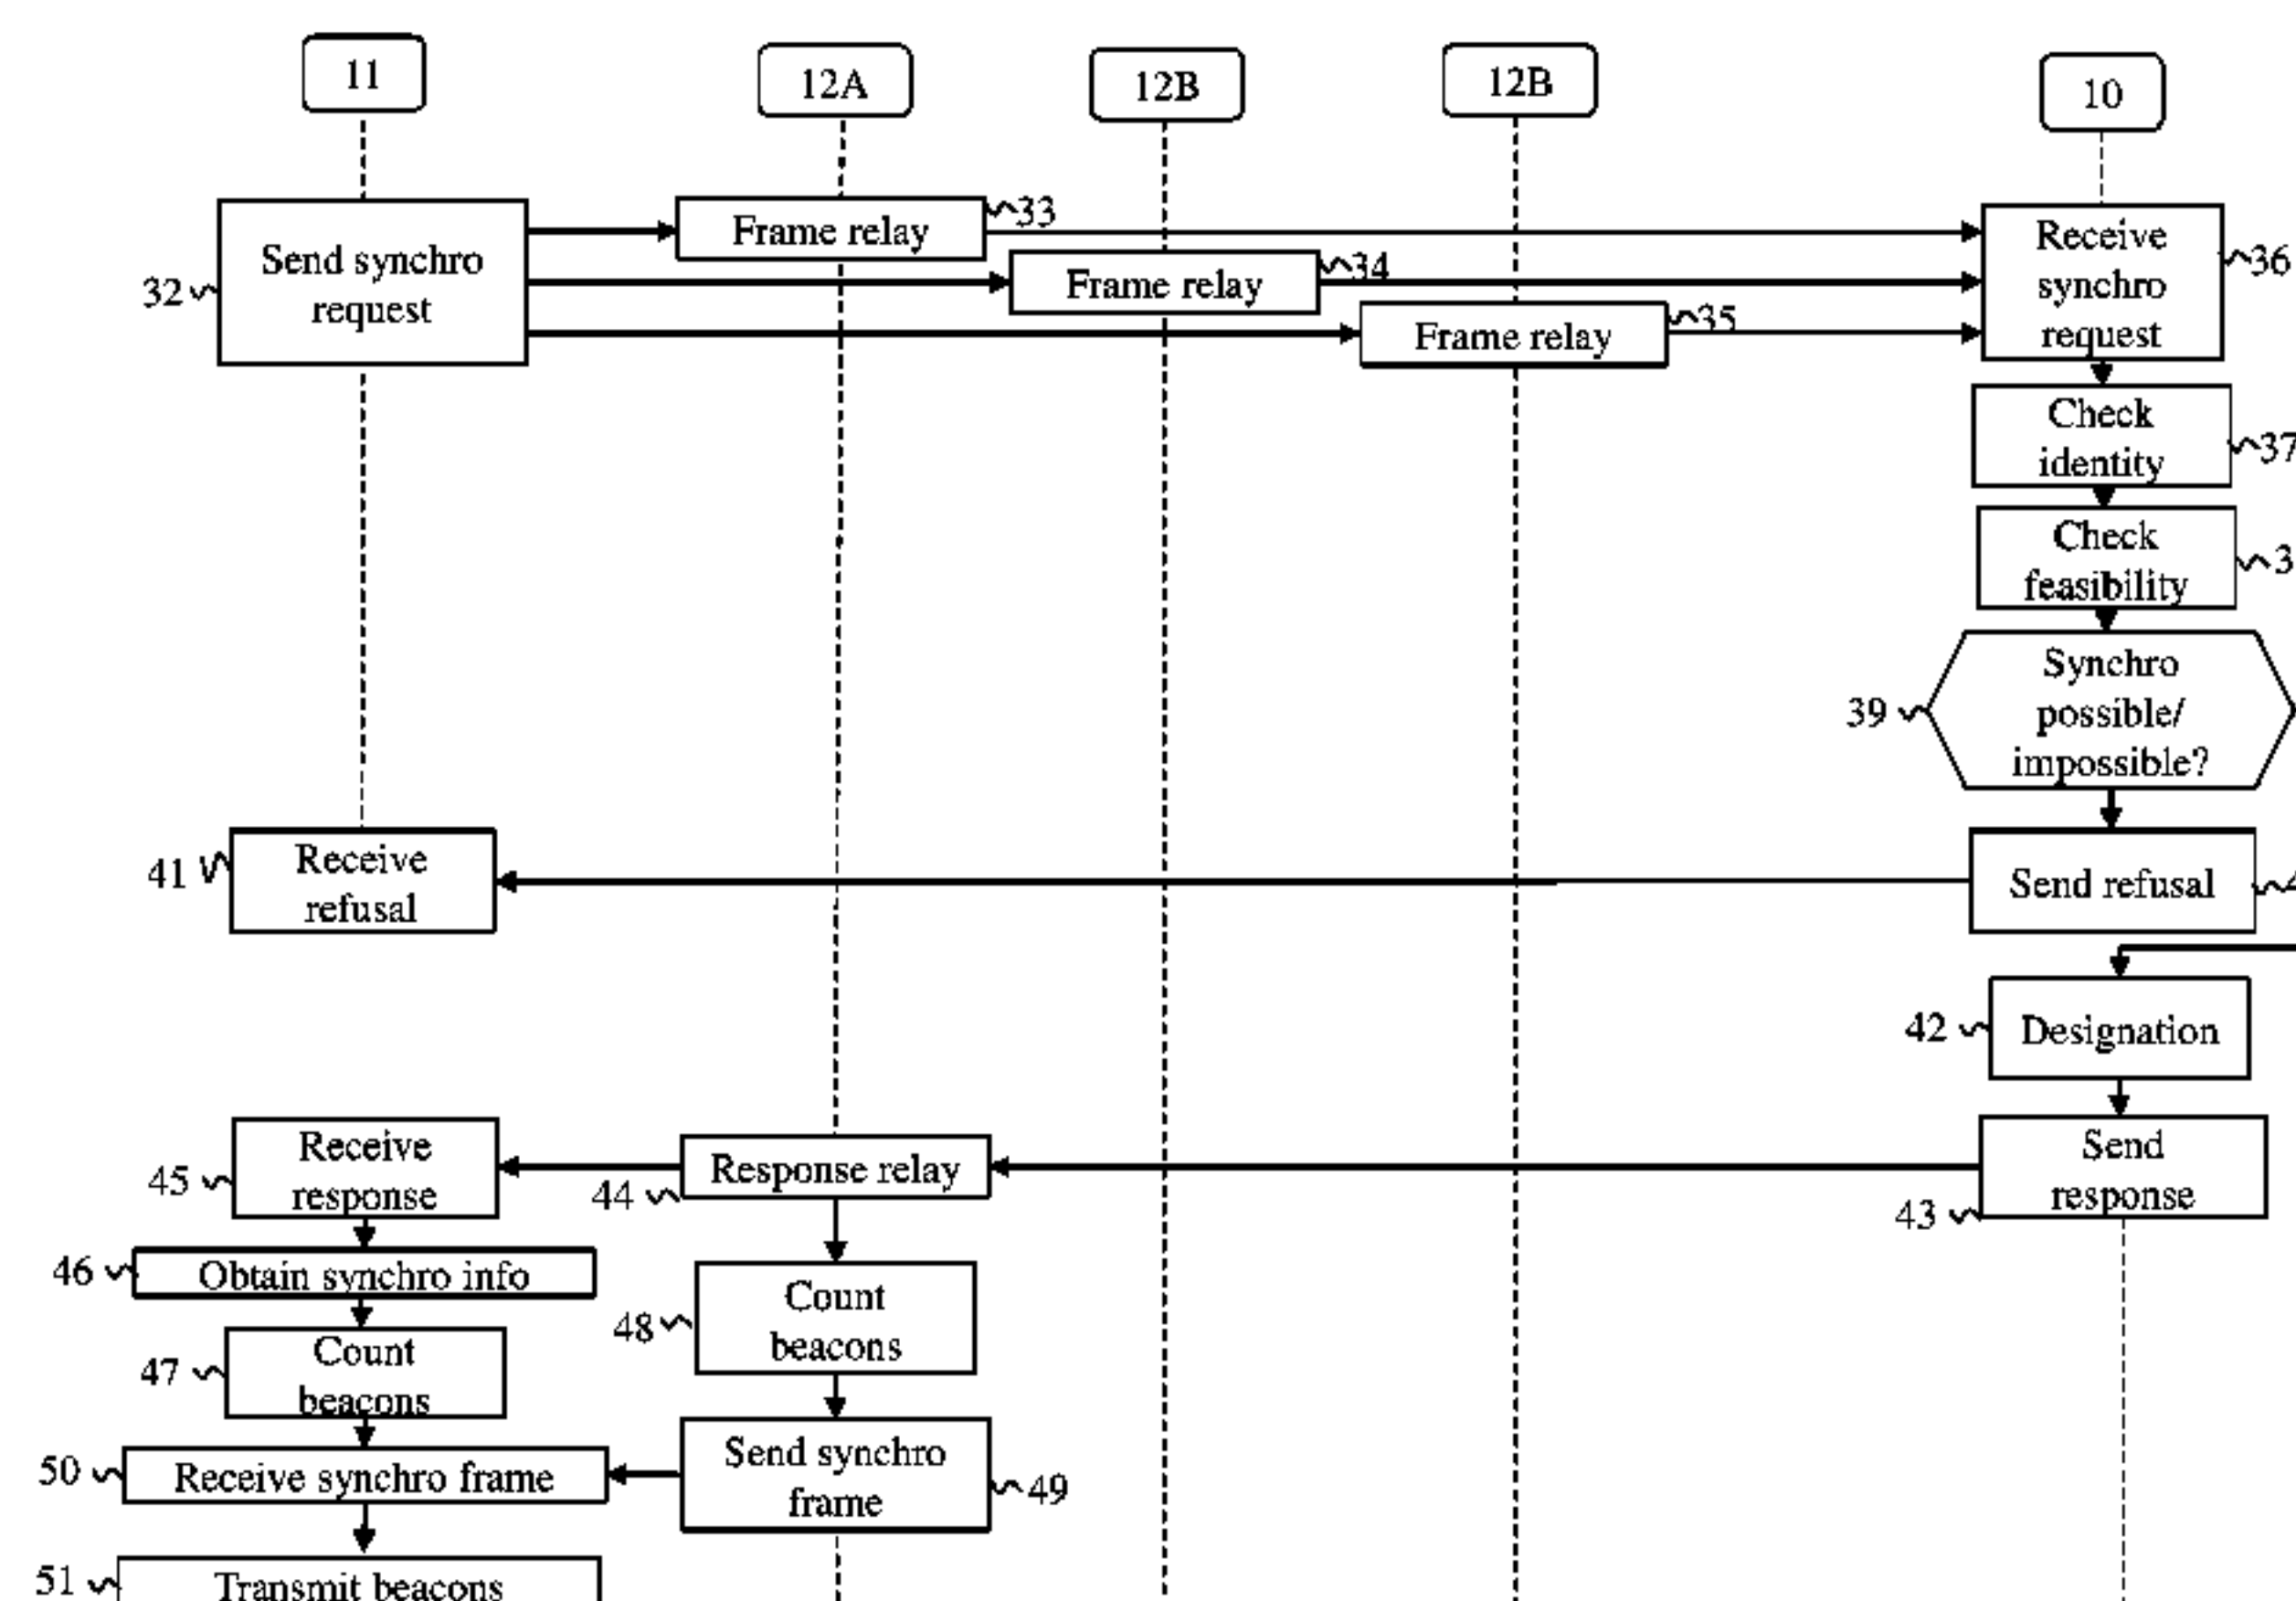 11
12A
12B
12B
10
Send synchro
request
32
Frame relay
33
Frame relay
34
Frame relay
35
Receive
synchro
request
36
Check
identity
37
Check
feasibility
3
Synchro
possible/
impossible?
39
Receive
refusal
41
Send refusal
4
Designation
42
Receive
response
45
Response relay
44
Send
response
43
Obtain synchro info
46
Count
beacons
47
Count
beacons
48
Receive synchro frame
50
Send synchro
frame
49
Transmit beacons
51